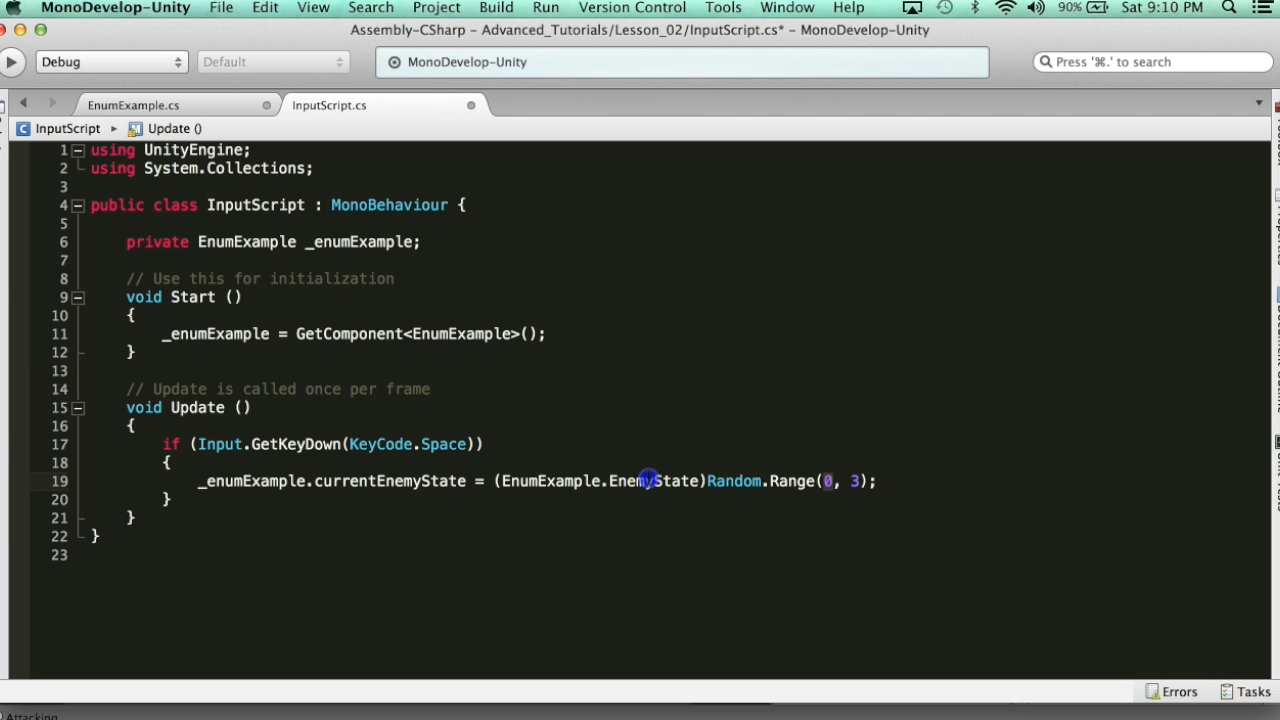 MonoDevelop-Unity File Edit View Search Project Build Run Version Control Tools Window Help 90% Sat 9:10 PM
Assembly-CSharp - Advanced_Tutorials/Lesson_02/InputScript.cs* - MonoDevelop-Unity
Debug Default MonoDevelop-Unity Press '⌘.' to search
EnumExample.cs InputScript.cs
InputScript ▸ Update ()
1 using UnityEngine;
2 using System.Collections;
3
4 public class InputScript : MonoBehaviour {
5
6 private EnumExample _enumExample;
7
8 // Use this for initialization
9 void Start ()
10 {
11 _enumExample = GetComponent<EnumExample>();
12 }
13
14 // Update is called once per frame
15 void Update ()
16 {
17 if (Input.GetKeyDown(KeyCode.Space))
18 {
19 _enumExample.currentEnemyState = (EnumExample.EnemyState)Random.Range(0, 3);
20 }
21 }
22 }
23
Errors Tasks
Attacking